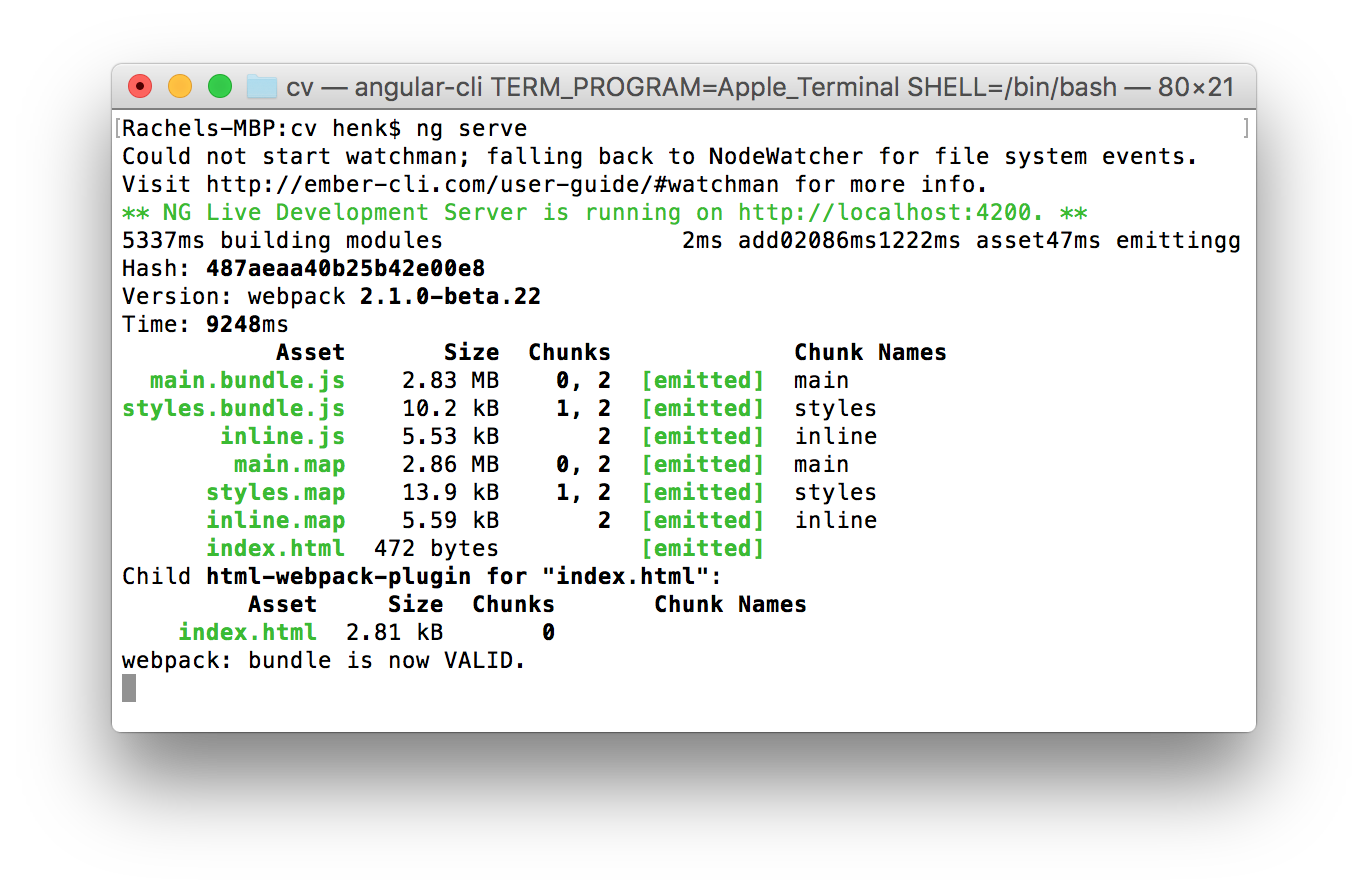 cv — angular-cli TERM_PROGRAM=Apple_Terminal SHELL=/bin/bash — 80×21
[Rachels-MBP:cv henk$ ng serve ]
Could not start watchman; falling back to NodeWatcher for file system events.
Visit http://ember-cli.com/user-guide/#watchman for more info.
** NG Live Development Server is running on http://localhost:4200. **
5337ms building modules                 2ms add02086ms1222ms asset47ms emittingg
Hash: 487aeaa40b25b42e00e8
Version: webpack 2.1.0-beta.22
Time: 9248ms
           Asset       Size  Chunks             Chunk Names
  main.bundle.js    2.83 MB    0, 2  [emitted]  main
styles.bundle.js    10.2 kB    1, 2  [emitted]  styles
       inline.js    5.53 kB       2  [emitted]  inline
        main.map    2.86 MB    0, 2  [emitted]  main
      styles.map    13.9 kB    1, 2  [emitted]  styles
      inline.map    5.59 kB       2  [emitted]  inline
      index.html  472 bytes          [emitted]
Child html-webpack-plugin for "index.html":
         Asset     Size  Chunks       Chunk Names
    index.html  2.81 kB       0
webpack: bundle is now VALID.